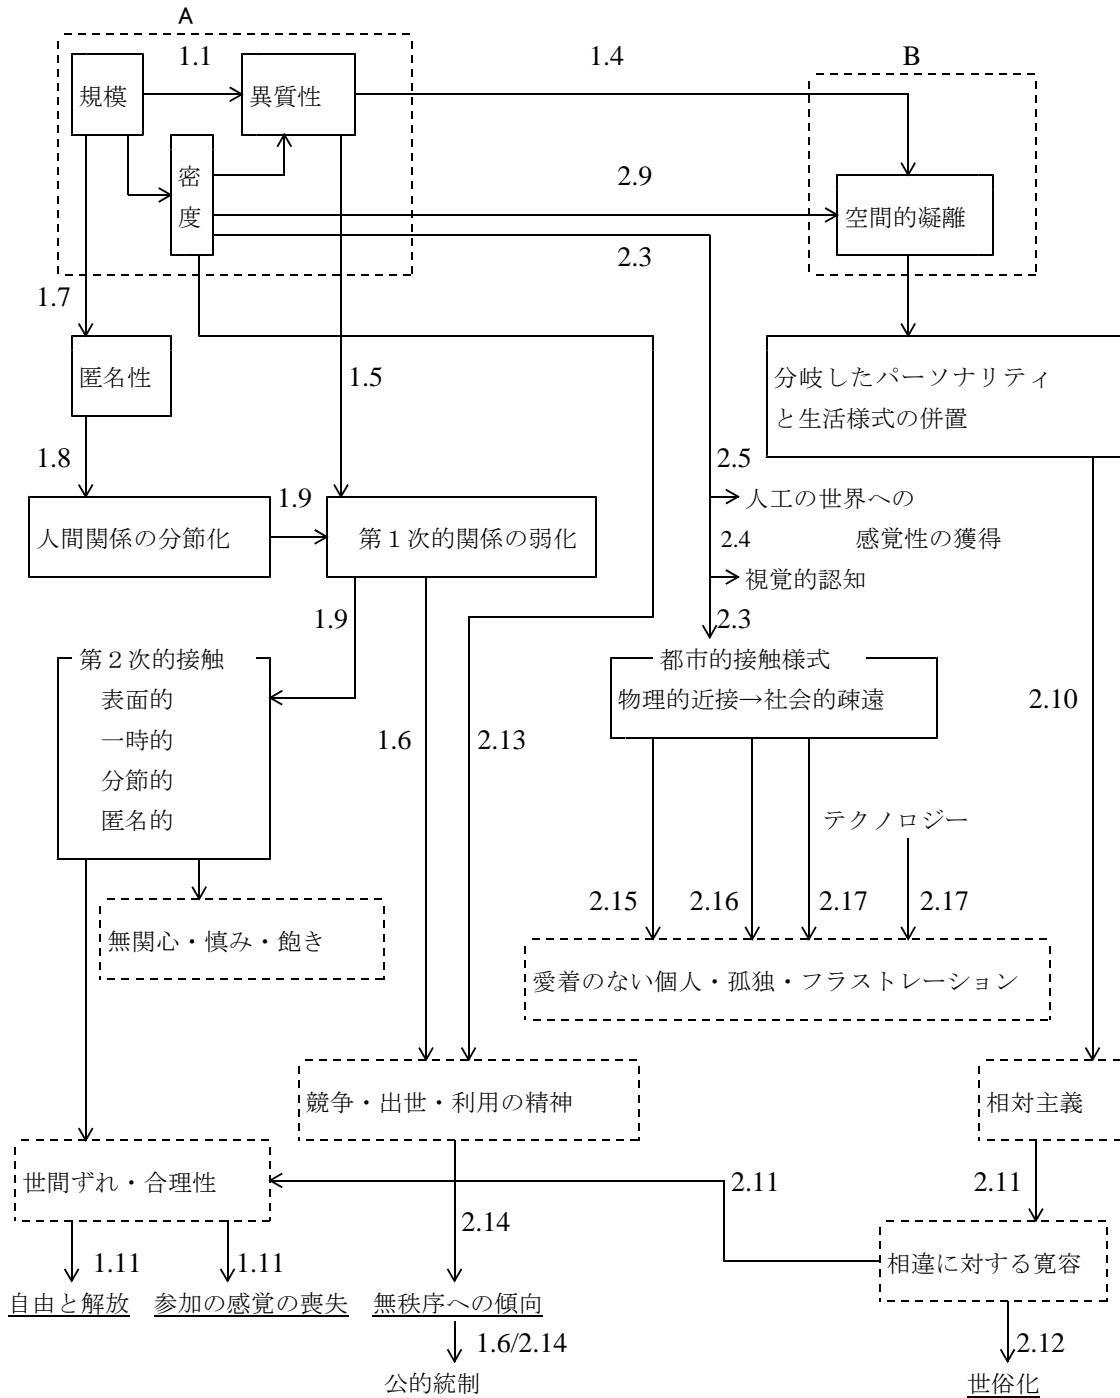 A
1.1
1.4
B
規模
異質性
密
度
2.9
空間的凝離
2.3
1.7
匿名性
1.5
分岐したパーソナリティ
と生活様式の併置
1.8
2.5
1.9
人工の世界への
人間関係の分節化
第１次的関係の弱化
2.4
感覚性の獲得
視覚的認知
1.9
2.3
第２次的接触
表面的
一時的
分節的
匿名的
都市的接触様式
物理的近接→社会的疎遠
1.6
2.13
2.10
テクノロジー
2.15
2.16
2.17
2.17
無関心・慎み・飽き
愛着のない個人・孤独・フラストレーション
競争・出世・利用の精神
相対主義
世間ずれ・合理性
2.11
2.11
2.14
1.11
1.11
相違に対する寛容
自由と解放
参加の感覚の喪失
無秩序への傾向
1.6/2.14
2.12
公的統制
世俗化